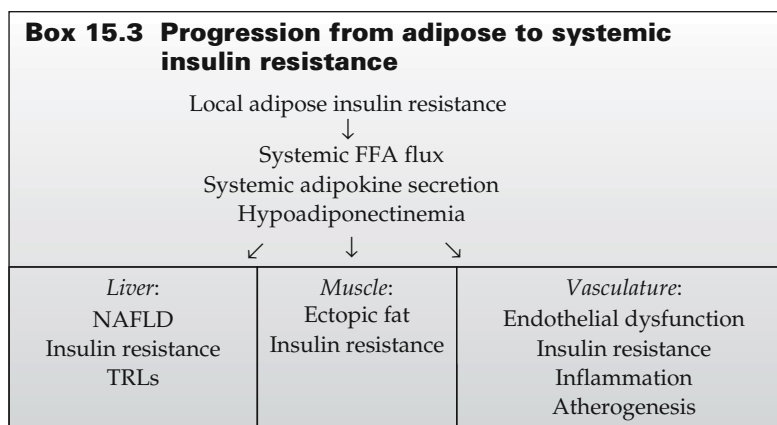 Box 15.3 Progression from adipose to systemic
insulin resistance
Local adipose insulin resistance
↓
Systemic FFA flux
Systemic adipokine secretion
Hypoadiponectinemia
↙ ↓ ↘
Liver:
NAFLD
Insulin resistance
TRLs
Muscle:
Ectopic fat
Insulin resistance
Vasculature:
Endothelial dysfunction
Insulin resistance
Inflammation
Atherogenesis